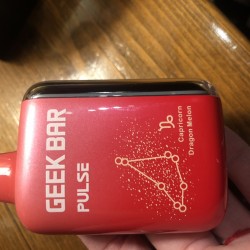 GEEK BAR
PULSE
Capricorn
Dragon Melon